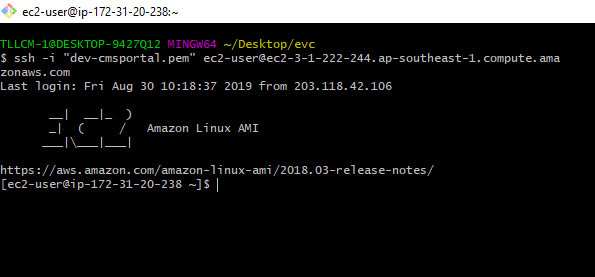 ec2-user@ip-172-31-20-238:~
TLLCM-1@DESKTOP-9427Q12 MINGW64 ~/Desktop/evc
$ ssh -i "dev-cmsportal.pem" ec2-user@ec2-3-1-222-244.ap-southeast-1.compute.ama
zonaws.com
Last login: Fri Aug 30 10:18:37 2019 from 203.118.42.106
       __|  __|_  )
       _|  (     /   Amazon Linux AMI
      ___|\___|___|
https://aws.amazon.com/amazon-linux-ami/2018.03-release-notes/
[ec2-user@ip-172-31-20-238 ~]$